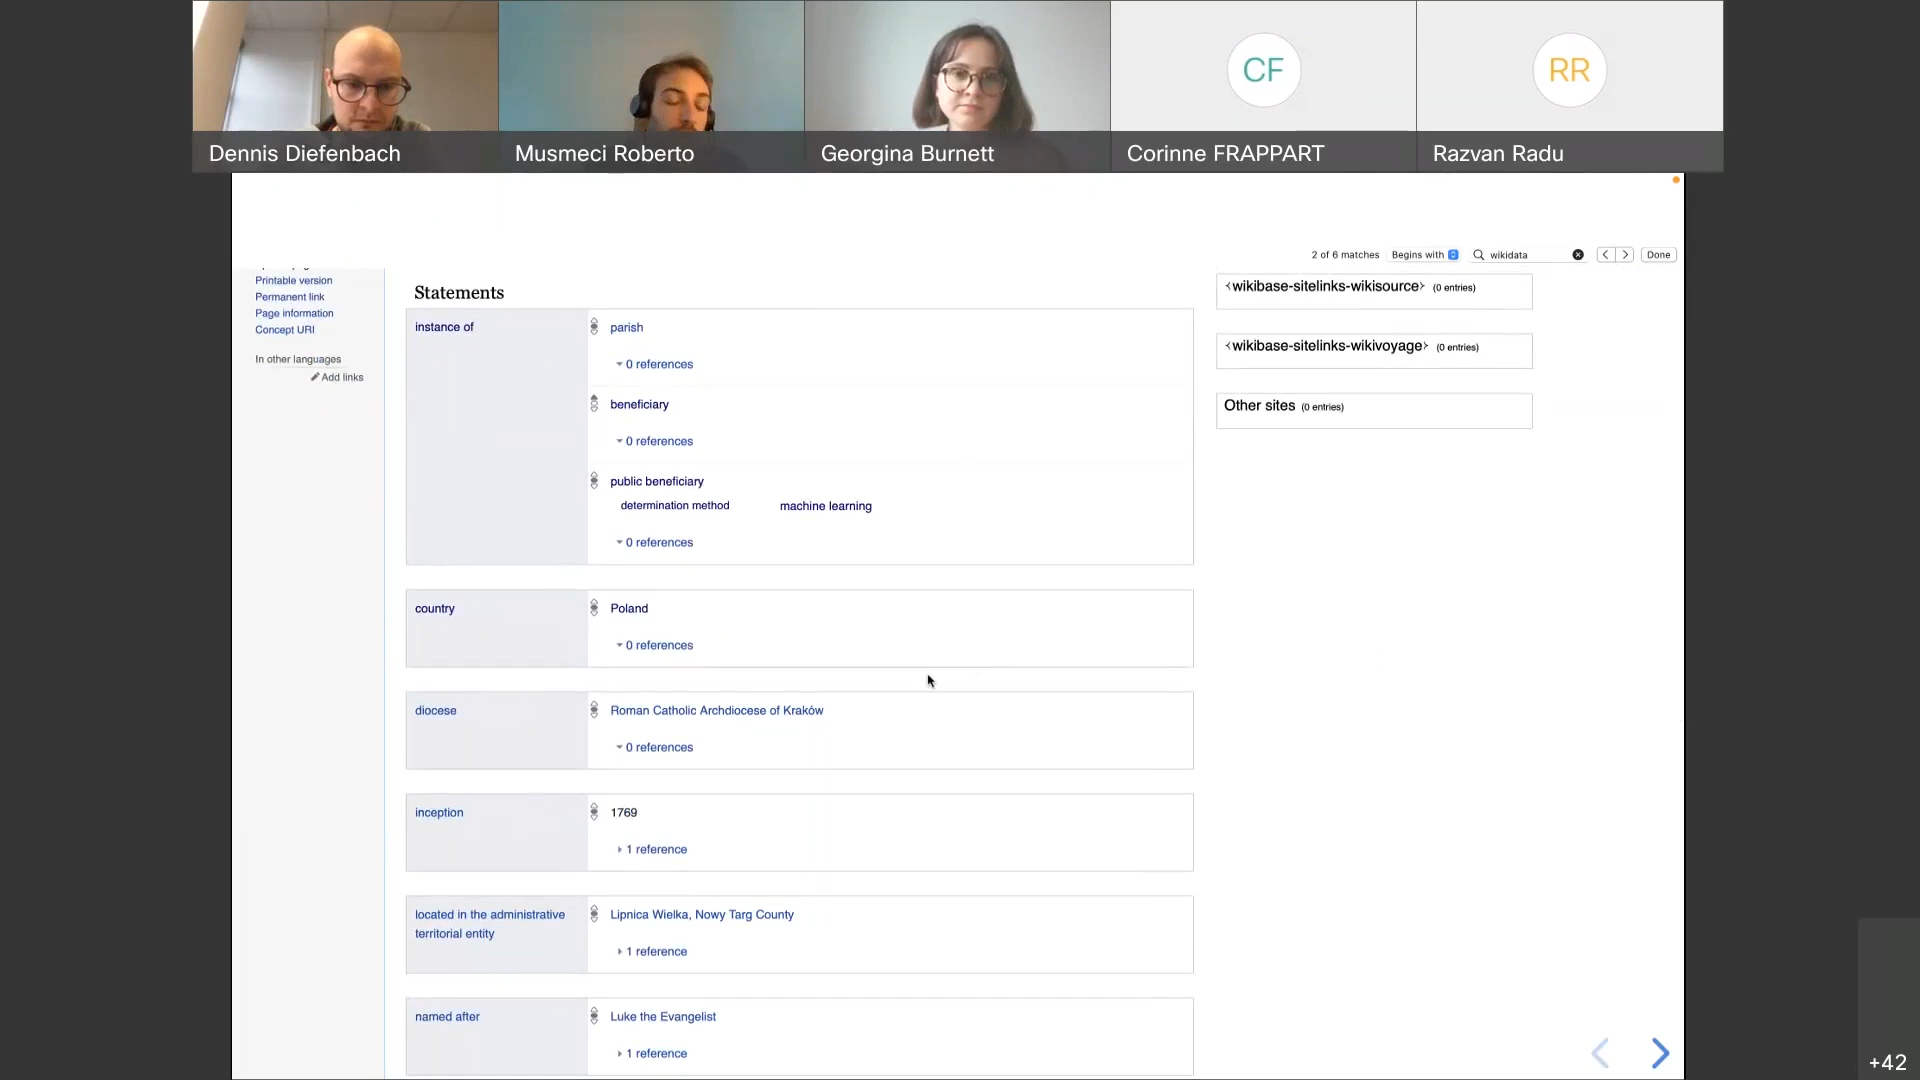 CF
RR
Dennis Diefenbach
Musmeci Roberto
Georgina Burnett
Corinne FRAPPART
Razvan Radu
2 of 6 matches
Begins with
wikidata
Done
Printable version
Permanent link
Page information
Concept URI
In other languages
Add links
Statements
instance of
parish
0 references
beneficiary
0 references
public beneficiary
determination method machine learning
0 references
country
Poland
0 references
diocese
Roman Catholic Archdiocese of Kraków
0 references
inception
1769
1 reference
located in the administrative
territorial entity
Lipnica Wielka, Nowy Targ County
1 reference
named after
Luke the Evangelist
1 reference
‹wikibase-sitelinks-wikisource› (0 entries)
‹wikibase-sitelinks-wikivoyage› (0 entries)
Other sites (0 entries)
+42